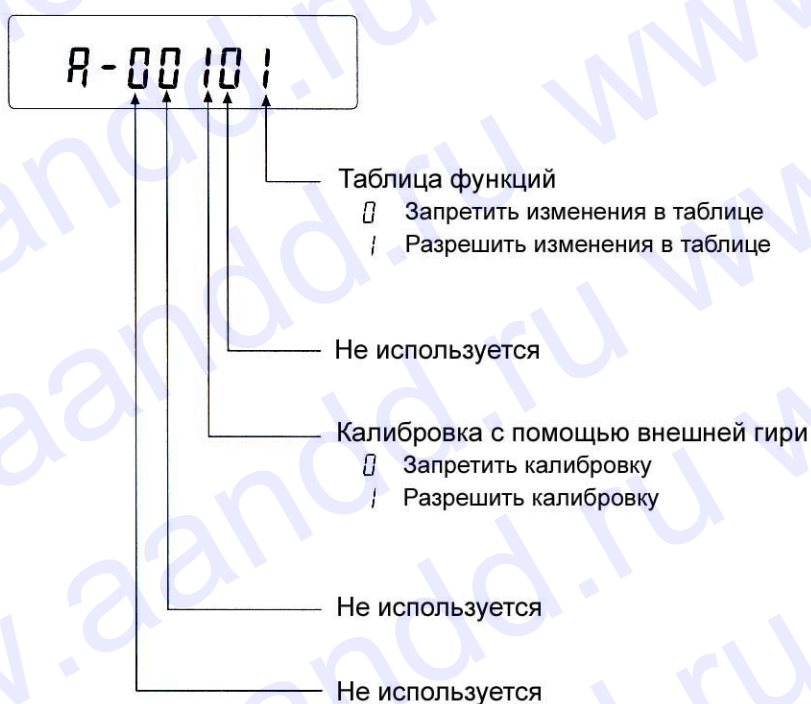 A-00101
Таблица функций
0 Запретить изменения в таблице
1 Разрешить изменения в таблице
Не используется
Калибровка с помощью внешней гири
0 Запретить калибровку
1 Разрешить калибровку
Не используется
Не используется